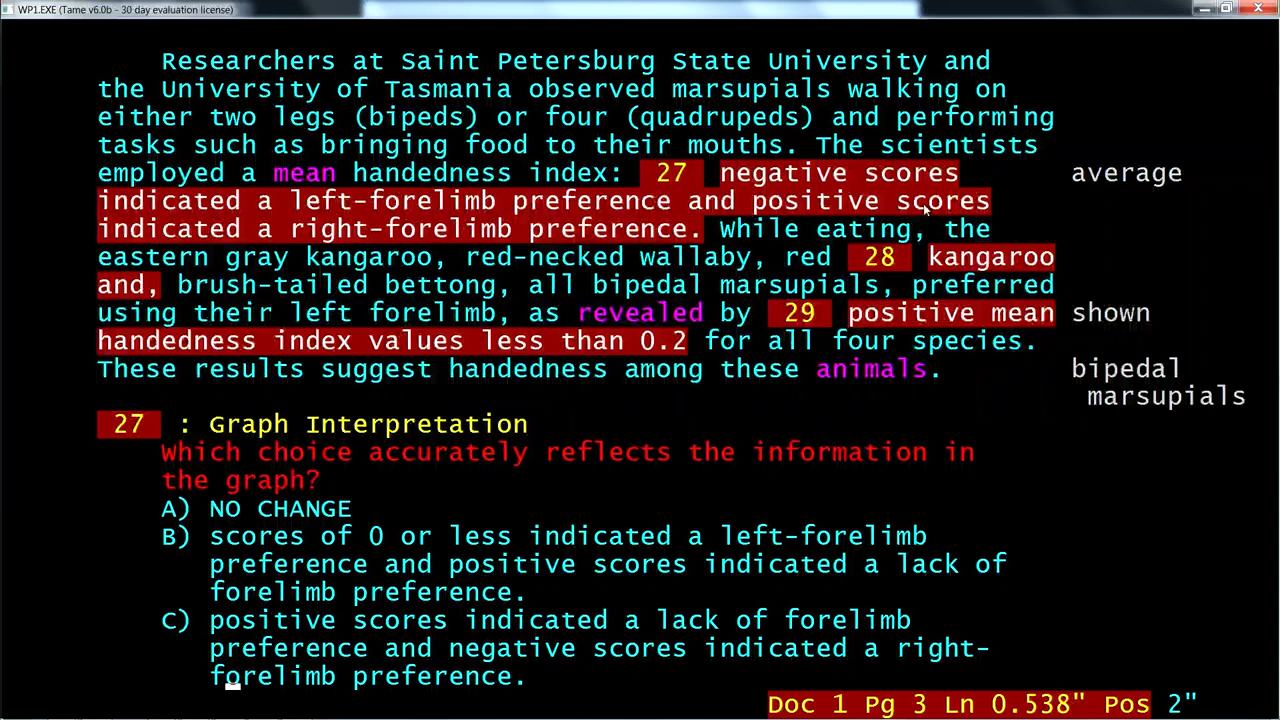 WP1.EXE (Tame v6.0b - 30 day evaluation license)
Researchers at Saint Petersburg State University and
the University of Tasmania observed marsupials walking on
either two legs (bipeds) or four (quadrupeds) and performing
tasks such as bringing food to their mouths. The scientists
employed a mean handedness index: 27 negative scores average
indicated a left-forelimb preference and positive scores
indicated a right-forelimb preference. While eating, the
eastern gray kangaroo, red-necked wallaby, red 28 kangaroo
and, brush-tailed bettong, all bipedal marsupials, preferred
using their left forelimb, as revealed by 29 positive mean shown
handedness index values less than 0.2 for all four species.
These results suggest handedness among these animals. bipedal
marsupials
27 : Graph Interpretation
Which choice accurately reflects the information in
the graph?
A) NO CHANGE
B) scores of 0 or less indicated a left-forelimb
preference and positive scores indicated a lack of
forelimb preference.
C) positive scores indicated a lack of forelimb
preference and negative scores indicated a right-
forelimb preference.
Doc 1 Pg 3 Ln 0.538" Pos 2"